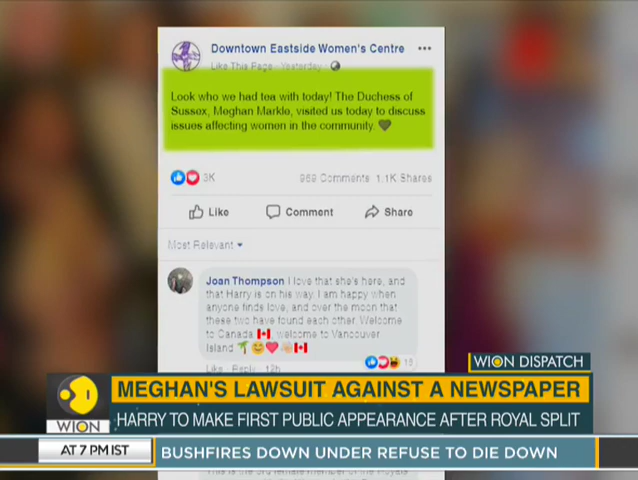 Downtown Eastside Women's Centre
Like This Page · Yesterday ·
Look who we had tea with today! The Duchess of
Sussex, Meghan Markle, visited us today to discuss
issues affecting women in the community. 🖤
3K
969 Comments 1.1K Shares
Like Comment Share
Most Relevant
Joan Thompson I love that she's here, and
that Harry is on his way. I am happy when
anyone finds love, and over the moon that
these two have found each other. Welcome
to Canada 🇨🇦, welcome to Vancouver
Island 🌴😊❤️👋🏻🇨🇦
Like · Reply · 12h
WION DISPATCH
MEGHAN'S LAWSUIT AGAINST A NEWSPAPER
WION
HARRY TO MAKE FIRST PUBLIC APPEARANCE AFTER ROYAL SPLIT
AT 7 PM IST
BUSHFIRES DOWN UNDER REFUSE TO DIE DOWN